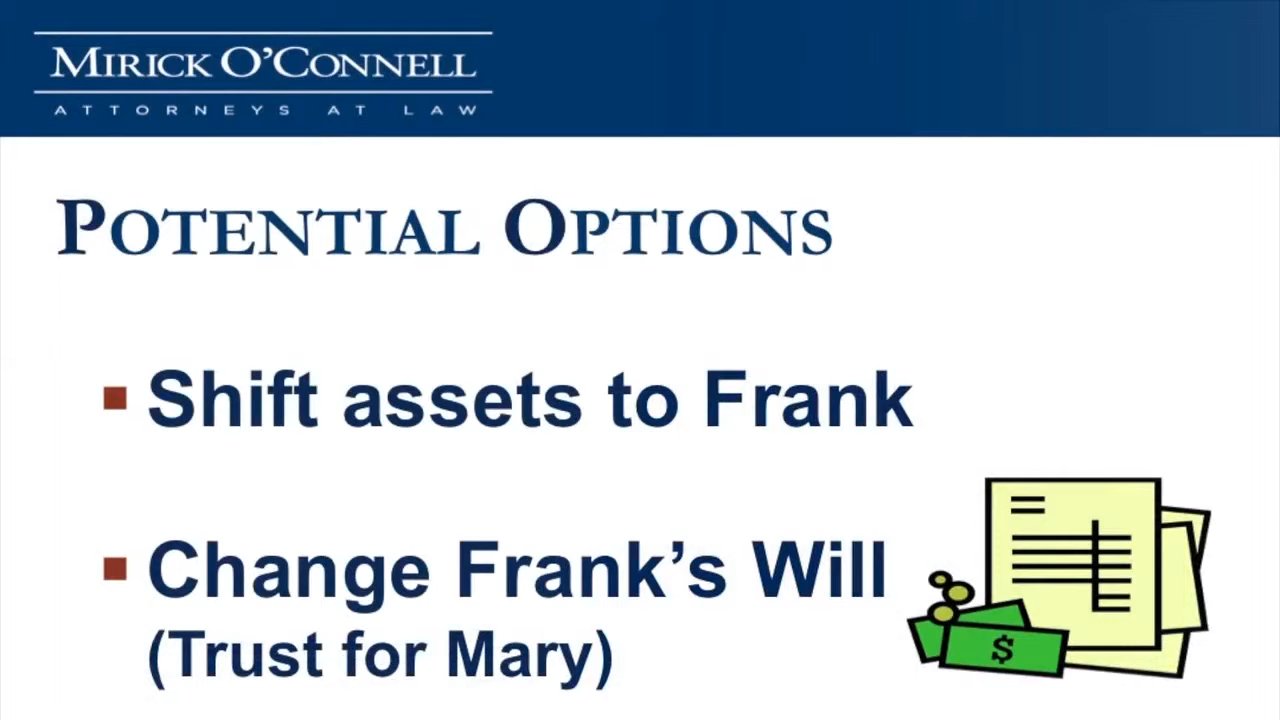 MIRICK O'CONNELL
ATTORNEYS AT LAW
POTENTIAL OPTIONS
▪ Shift assets to Frank
▪ Change Frank's Will
(Trust for Mary)
$